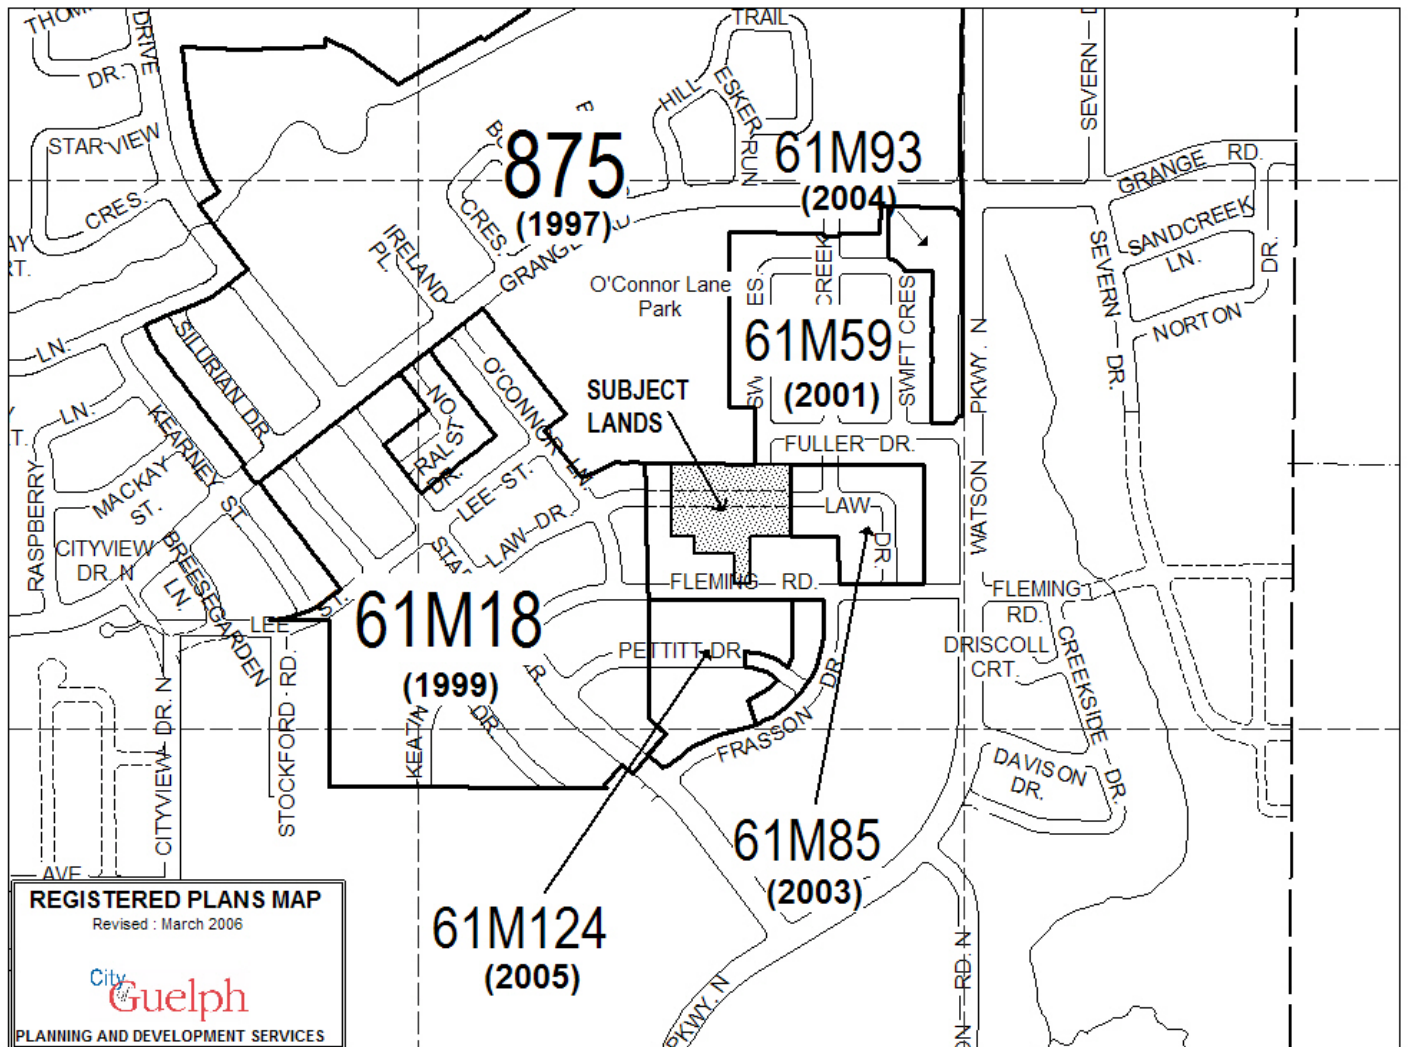 THOM
DRIVE
DR.
STARVIEW
CRES.
TRAIL
HILL
ESKER
RUN
SEVERN
GRANGE
RD.
SANDCREEK
LN.
DR.
NORTON
SEVERN
DR.
875
(1997)
61M93
(2004)
CRES.
IRELAND
PL.
GRANGE
O'Connor Lane
Park
CREEK
SWIFT CRES
61M59
(2001)
LN.
LN.
SILURIAN DR.
KEARNEY ST.
NO.
RALST
DR.
O'CONNOR LN.
SUBJECT
LANDS
FULLER DR.
WATSON PKWY. N
RASPBERRY
MACKAY
ST.
LEE ST.
LAW DR
LAW
DR.
CITYVIEW
DR. N
BREESEGARDEN
LN.
FLEMING RD.
FLEMING
RD.
LEE ST.
61M18
(1999)
PETTITT DR.
DRISCOLL
CRT.
CREEKSIDE DR.
STOCKFORD RD.
CITYVIEW DR. N
DR.
FRASSON DR
DAVISON
DR.
61M85
(2003)
AVE
61M124
(2005)
PKWY. N
RD. N
REGISTERED PLANS MAP
Revised : March 2006
City
of
Guelph
PLANNING AND DEVELOPMENT SERVICES